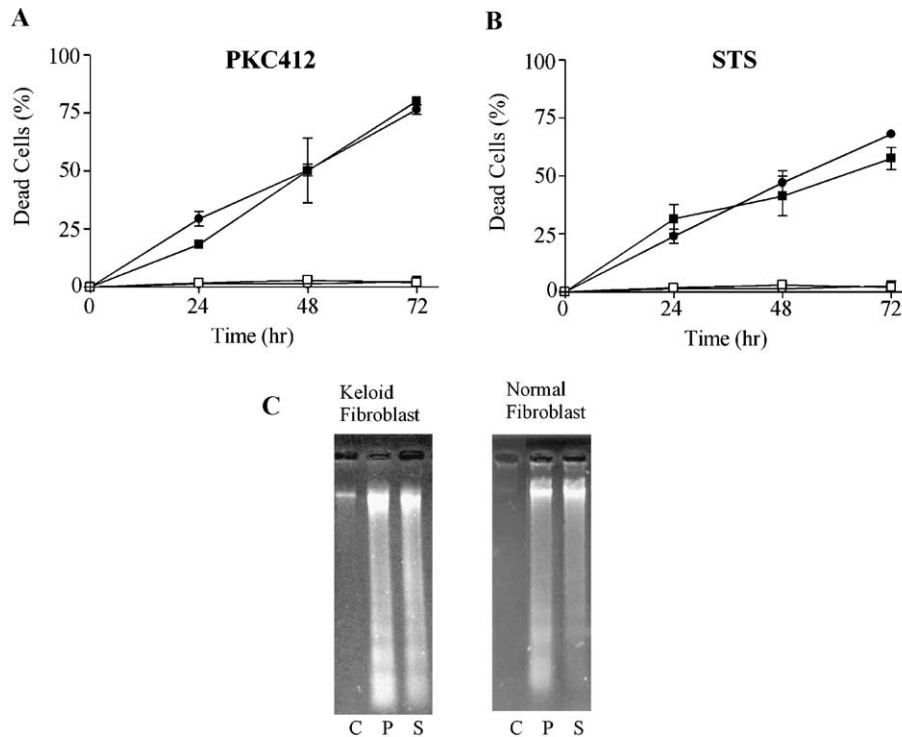 A
PKC412
100
75
50
25
0
Dead Cells (%)
0 24 48 72
Time (hr)
B
STS
100
75
50
25
0
Dead Cells (%)
0 24 48 72
Time (hr)
C
Keloid
Fibroblast
C P S
Normal
Fibroblast
C P S